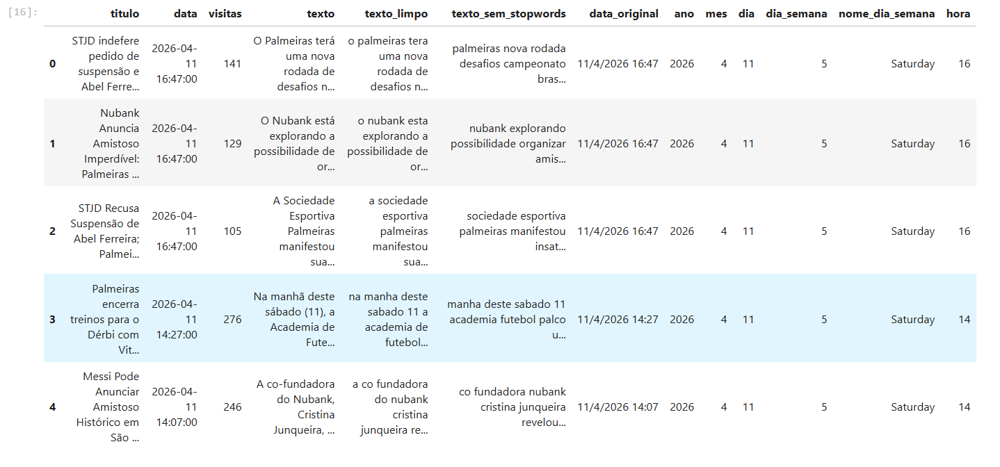 [16]:
titulo data visitas texto texto_limpo texto_sem_stopwords data_original ano mes dia dia_semana nome_dia_semana hora
0 STJD indefere pedido de suspensão e Abel Ferre... 2026-04-11 16:47:00 141 O Palmeiras terá uma nova rodada de desafios n... o palmeiras tera uma nova rodada de desafios n... palmeiras nova rodada desafios campeonato bras... 11/4/2026 16:47 2026 4 11 5 Saturday 16
1 Nubank Anuncia Amistoso Imperdível: Palmeiras ... 2026-04-11 16:47:00 129 O Nubank está explorando a possibilidade de or... o nubank esta explorando a possibilidade de or... nubank explorando possibilidade organizar amis... 11/4/2026 16:47 2026 4 11 5 Saturday 16
2 STJD Recusa Suspensão de Abel Ferreira; Palmei... 2026-04-11 16:47:00 105 A Sociedade Esportiva Palmeiras manifestou sua... a sociedade esportiva palmeiras manifestou sua... sociedade esportiva palmeiras manifestou insat... 11/4/2026 16:47 2026 4 11 5 Saturday 16
3 Palmeiras encerra treinos para o Dérbi com Vit... 2026-04-11 14:27:00 276 Na manhã deste sábado (11), a Academia de Fute... na manha deste sabado 11 a academia de futebol... manha deste sabado 11 academia futebol palco u... 11/4/2026 14:27 2026 4 11 5 Saturday 14
4 Messi Pode Anunciar Amistoso Histórico em São ... 2026-04-11 14:07:00 246 A co-fundadora do Nubank, Cristina Junqueira, ... a co fundadora do nubank cristina junqueira re... co fundadora nubank cristina junqueira revelou... 11/4/2026 14:07 2026 4 11 5 Saturday 14